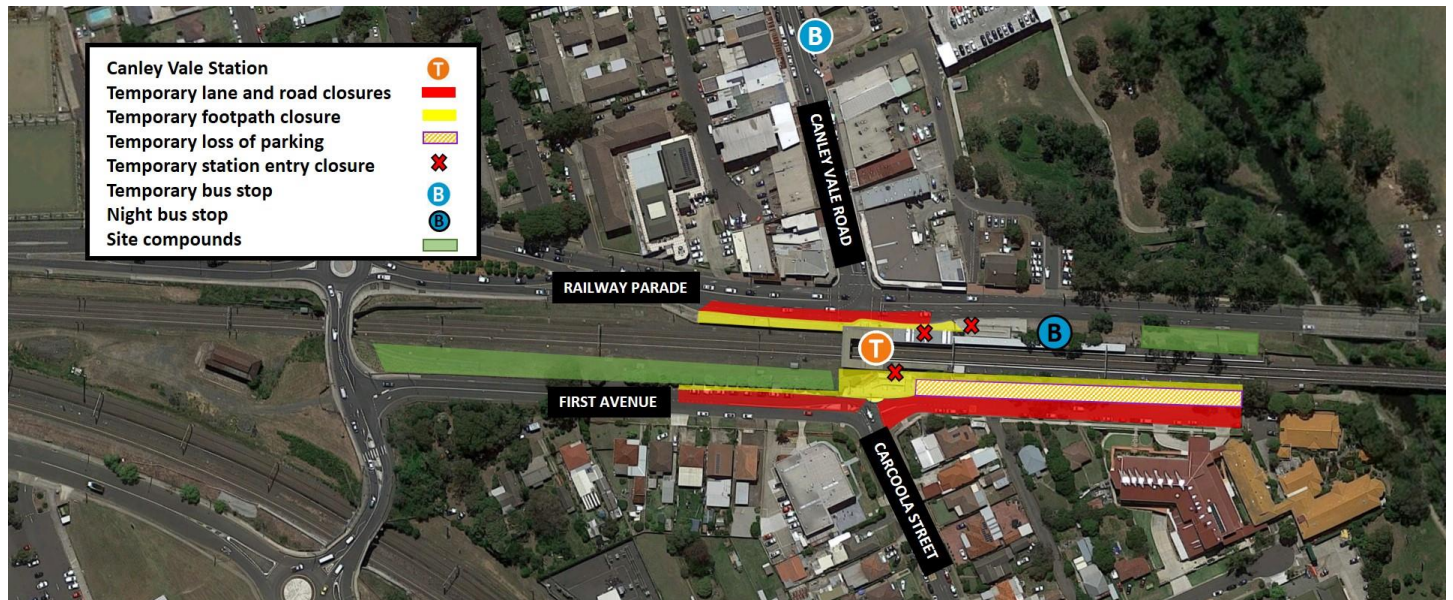 Canley Vale Station T
Temporary lane and road closures
Temporary footpath closure
Temporary loss of parking
Temporary station entry closure
Temporary bus stop B
Night bus stop B
Site compounds
B
CANLEY VALE ROAD
RAILWAY PARADE
B
T
FIRST AVENUE
CARCOOLA STREET